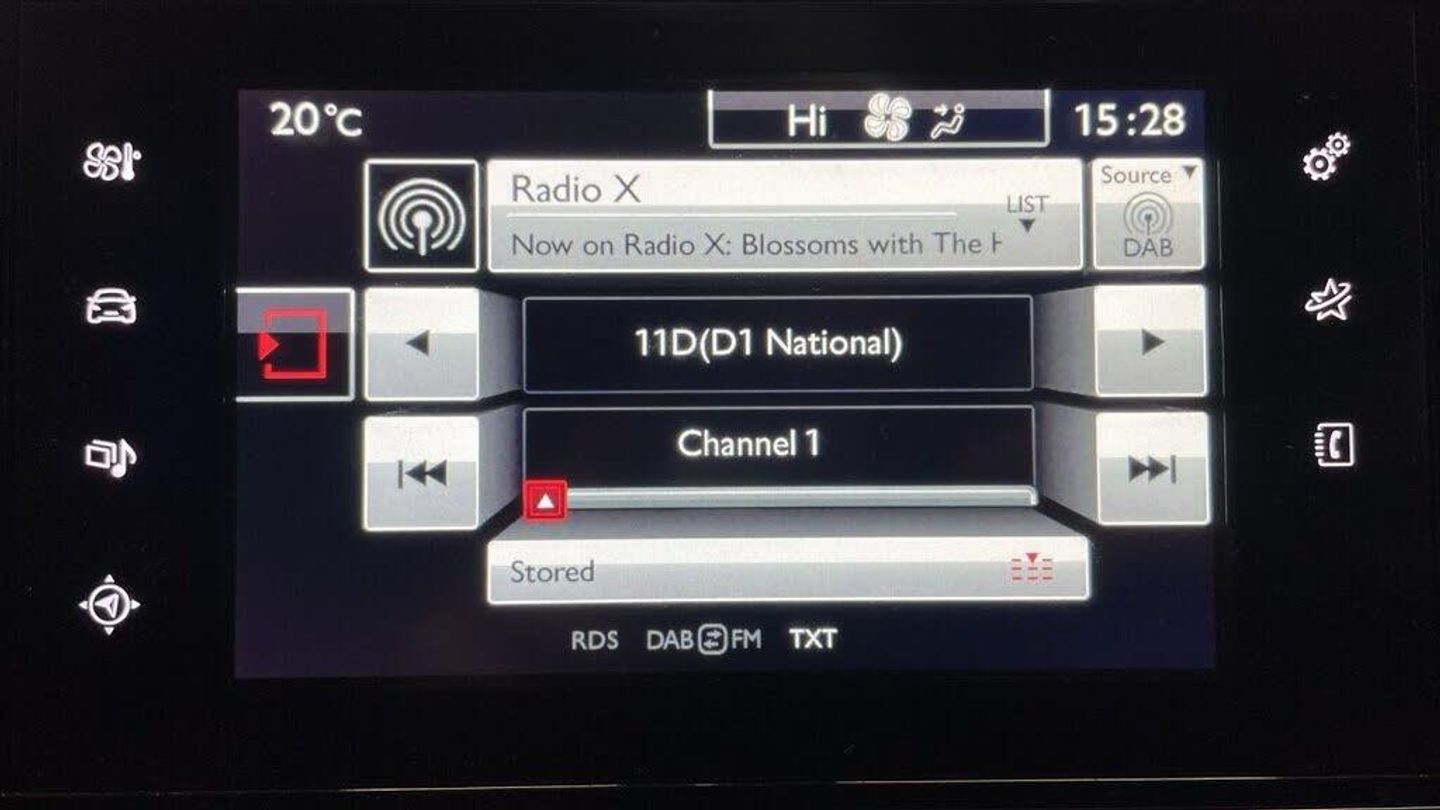 20°C Hi 15:28
Radio X
LIST
Now on Radio X: Blossoms with The
Source
DAB
11D(D1 National)
Channel 1
Stored
RDS DAB FM TXT